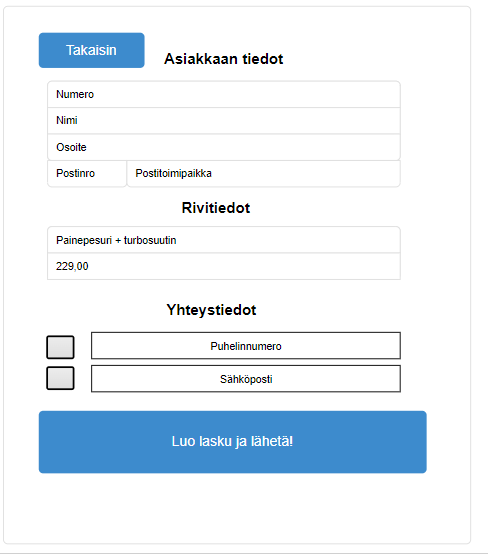 Takaisin
Asiakkaan tiedot
Numero
Nimi
Osoite
Postinro
Postitoimipaikka
Rivitiedot
Painepesuri + turbosuutin
229,00
Yhteystiedot
Puhelinnumero
Sähköposti
Luo lasku ja lähetä!